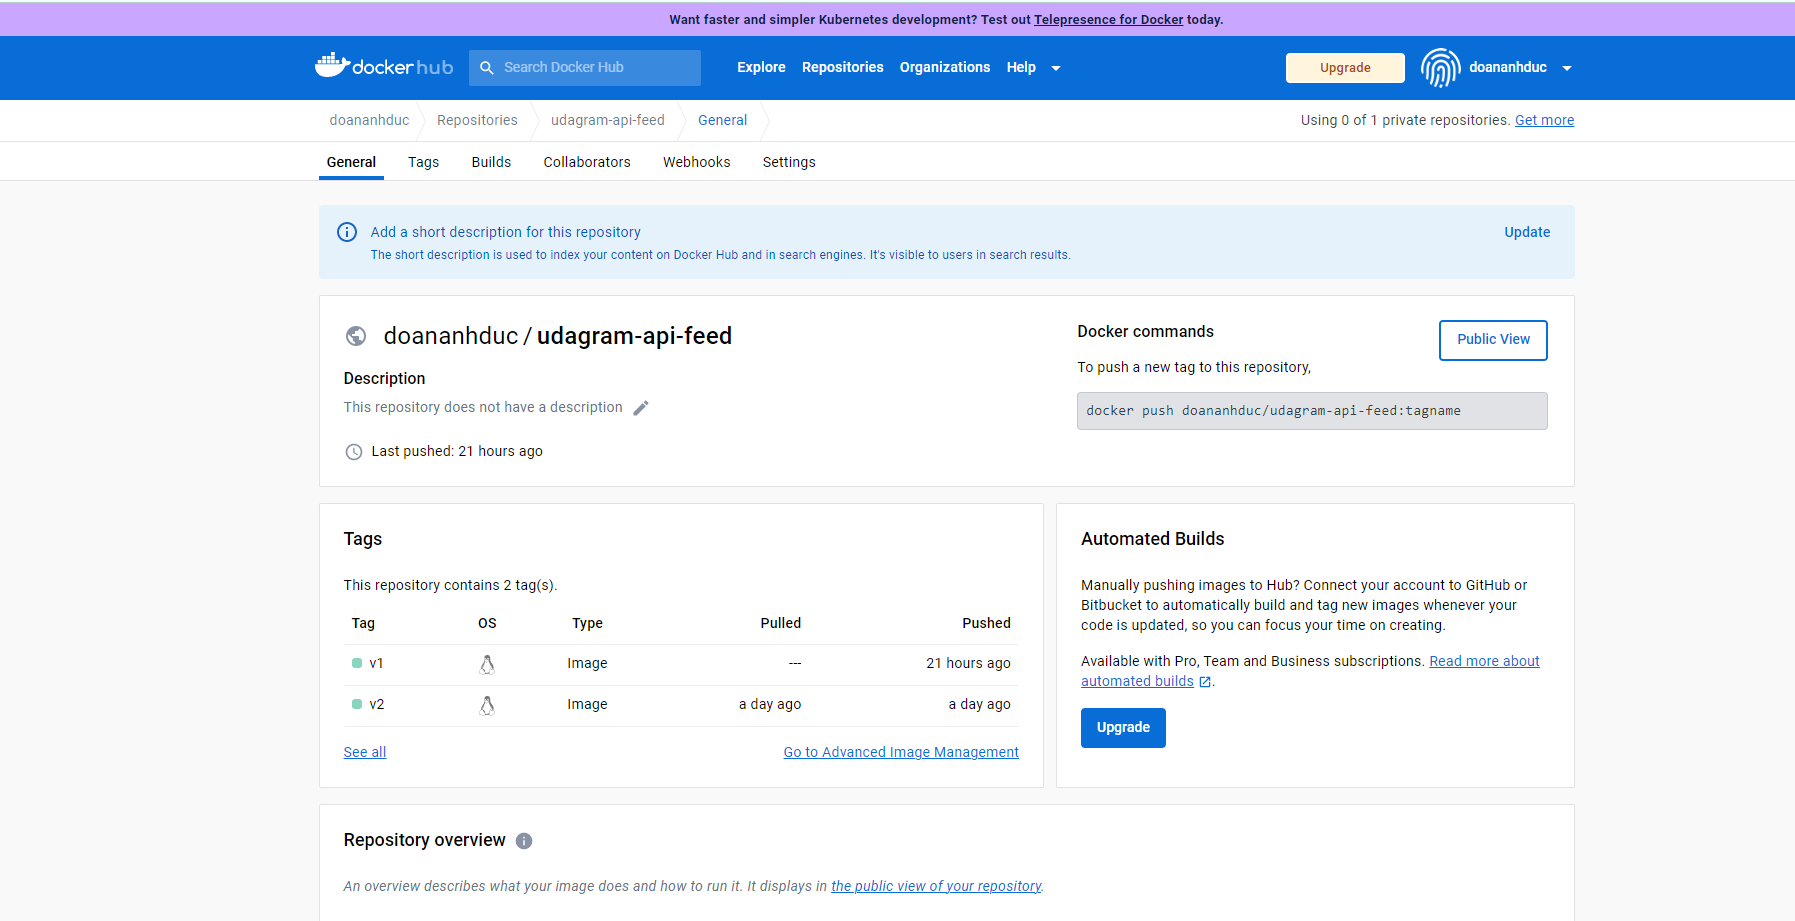 Want faster and simpler Kubernetes development? Test out Telepresence for Docker today.
dockerhub
Search Docker Hub
Explore
Repositories
Organizations
Help
Upgrade
doananhduc
doananhduc
Repositories
udagram-api-feed
General
Using 0 of 1 private repositories. Get more
General
Tags
Builds
Collaborators
Webhooks
Settings
Add a short description for this repository
Update
The short description is used to index your content on Docker Hub and in search engines. It's visible to users in search results.
doananhduc / udagram-api-feed
Description
This repository does not have a description
Last pushed: 21 hours ago
Docker commands
Public View
To push a new tag to this repository,
docker push doananhduc/udagram-api-feed:tagname
Tags
This repository contains 2 tag(s).
Tag OS Type Pulled Pushed
v1 Image --- 21 hours ago
v2 Image a day ago a day ago
See all
Go to Advanced Image Management
Automated Builds
Manually pushing images to Hub? Connect your account to GitHub or
Bitbucket to automatically build and tag new images whenever your
code is updated, so you can focus your time on creating.
Available with Pro, Team and Business subscriptions. Read more about
automated builds.
Upgrade
Repository overview
An overview describes what your image does and how to run it. It displays in the public view of your repository.